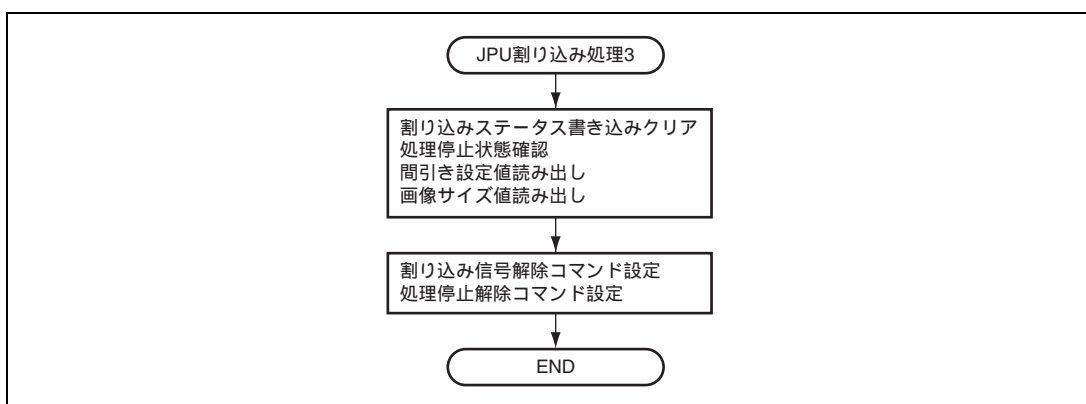 JPU割り込み処理3
割り込みステータス書き込みクリア
処理停止状態確認
間引き設定値読み出し
画像サイズ値読み出し
割り込み信号解除コマンド設定
処理停止解除コマンド設定
END